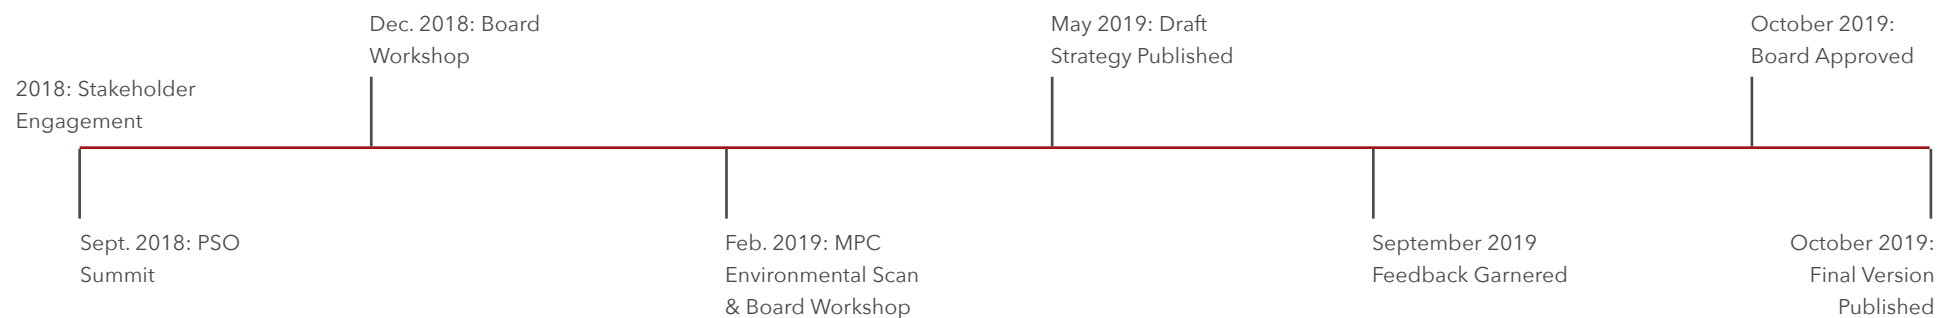 2018: Stakeholder
Engagement
Sept. 2018: PSO
Summit
Dec. 2018: Board
Workshop
Feb. 2019: MPC
Environmental Scan
& Board Workshop
May 2019: Draft
Strategy Published
September 2019
Feedback Garnered
October 2019:
Board Approved
October 2019:
Final Version
Published